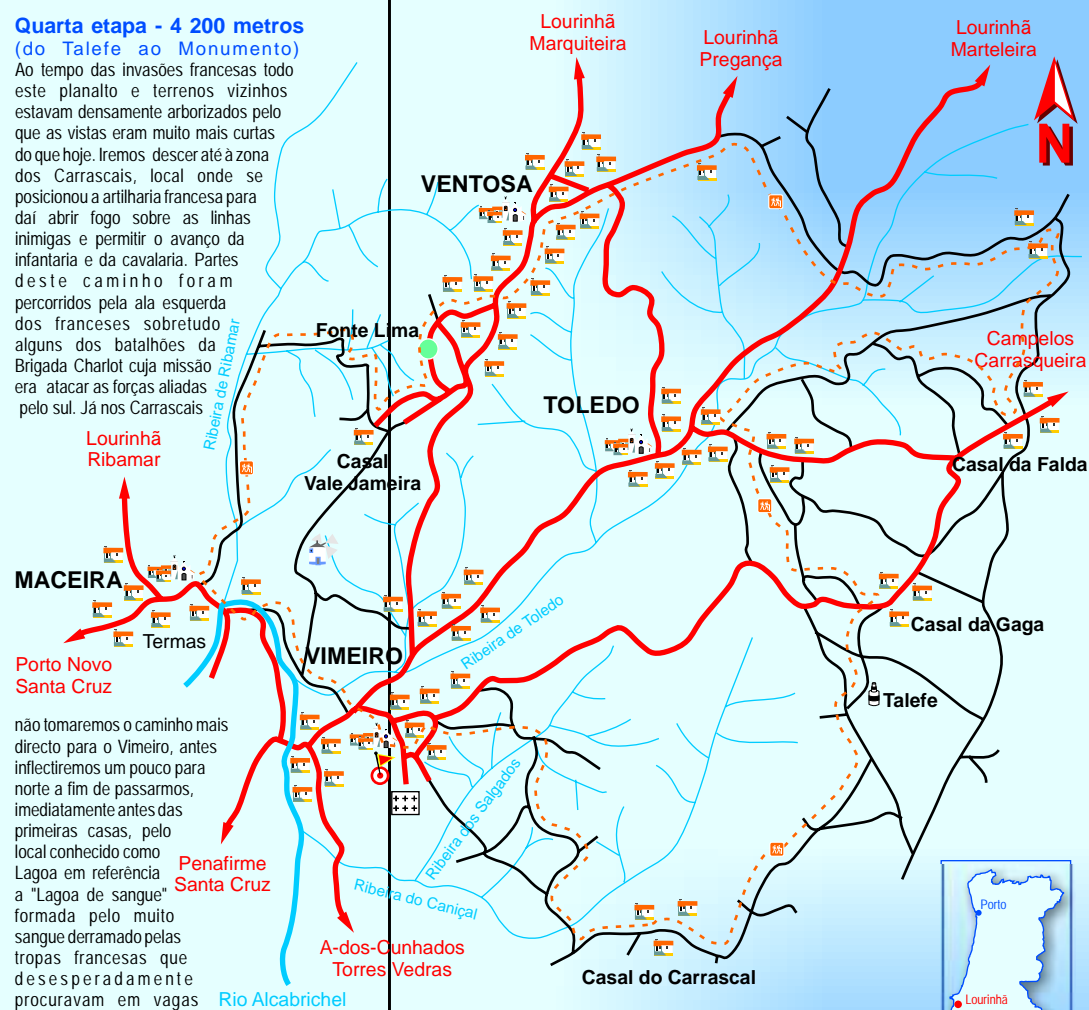 Quarta etapa - 4 200 metros
(do Talefe ao Monumento)
Ao tempo das invasões francesas todo
este planalto e terrenos vizinhos
estavam densamente arborizados pelo
que as vistas eram muito mais curtas
do que hoje. Iremos descer até à zona
dos Carrascais, local onde se
posicionou a artilharia francesa para
daí abrir fogo sobre as linhas
inimigas e permitir o avanço da
infantaria e da cavalaria. Partes
deste caminho foram
percorridos pela ala esquerda
dos franceses sobretudo
alguns dos batalhões da
Brigada Charlot cuja missão
era atacar as forças aliadas
pelo sul. Já nos Carrascais
não tomaremos o caminho mais
directo para o Vimeiro, antes
inflectiremos um pouco para
norte a fim de passarmos,
imediatamente antes das
primeiras casas, pelo
local conhecido como
Lagoa em referência
a "Lagoa de sangue"
formada pelo muito
sangue derramado pelas
tropas francesas que
desesperadamente
procuravam em vagas
Lourinhã
Marquiteira
Lourinhã
Pregança
Lourinhã
Marteleira
N
VENTOSA
Fonte Lima
Ribeira de Ribamar
Campelos
Carrasqueira
TOLEDO
Lourinhã
Ribamar
Casal
Vale Jameira
Casal da Falda
MACEIRA
Termas
Ribeira de Toledo
Casal da Gaga
VIMEIRO
Porto Novo
Santa Cruz
Talefe
Ribeira dos Salgados
Penafirme
Santa Cruz
Ribeira do Caniçal
A-dos-Cunhados
Torres Vedras
Casal do Carrascal
Rio Alcabrichel
Porto
Lourinhã